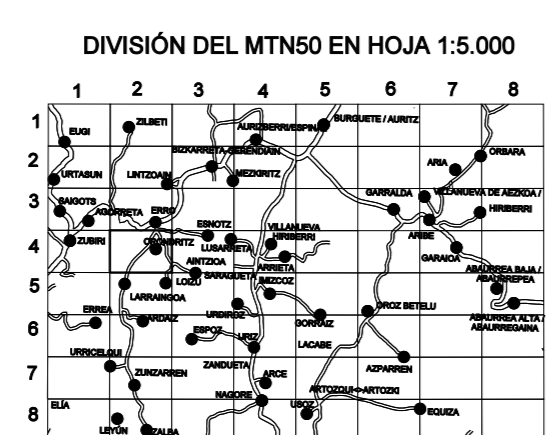 DIVISIÓN DEL MTN50 EN HOJA 1:5.000
1 2 3 4 5 6 7 8
1
ZILBETI
BURGUETE / AURITZ
AURIZBERRI/ESPINAL
EUGI
2
BIZKARRETA-GERENDIAIN
ORBARA
ARIA
URTASUN
LINTZOAIN
MEZKIRITZ
3
GARRALDA
VILLANUEVA DE AEZKOA /
HIRIBERRI
SAIGOTS
AGORRETA
ERRO
ESNOTZ
VILLANUEVA
HIRIBERRI
ARIBE
4
ZUBIRI
ORONDRITZ
LUSARRETA
GARAIOA
AINTZIOA
ARRIETA
ABAURREA BAJA /
ABAURREPEA
5
LOIZU
SARAGUETA
IMIZCOZ
LARRAINGOA
ERREA
URDIROZ
OROZ BETELU
ABAURREA ALTA /
ABAURREGAINA
6
ARDAIZ
GORRAIZ
ESPOZ
URIZ
LACABE
URRICELQUI
ZANDUETA
AZPARREN
7
ZUNZARREN
ARCE
ARTOZQUI<>ARTOZKI
NAGORE
8
ELÍA
USOZ
EQUIZA
LEYÚN
ZALBA